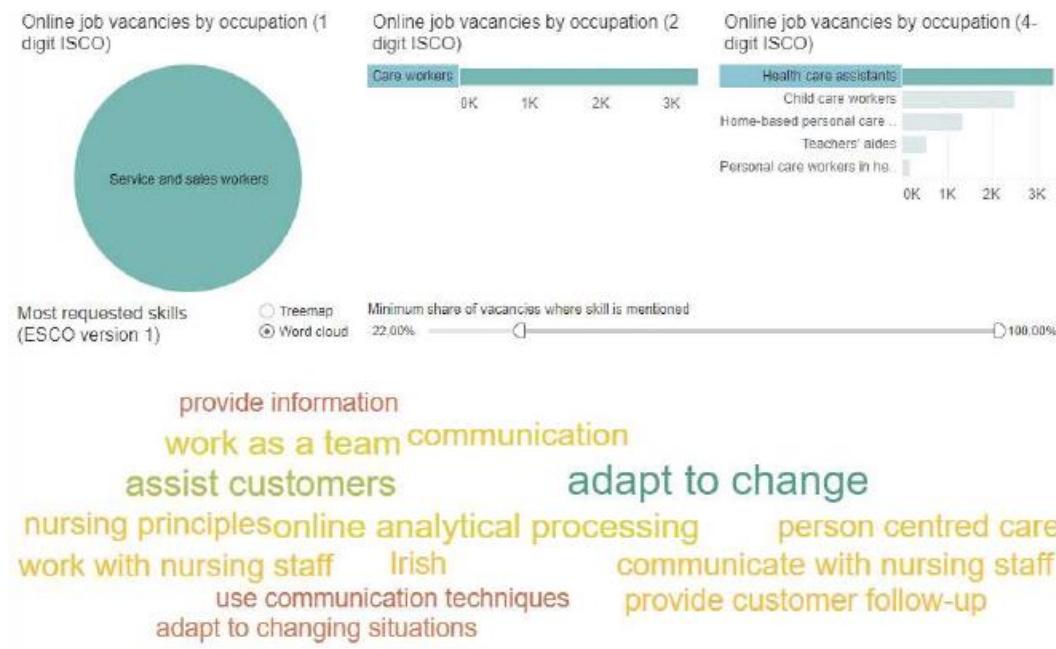 Online job vacancies by occupation (1
digit ISCO)
Online job vacancies by occupation (2
digit ISCO)
Online job vacancies by occupation (4-
digit ISCO)
Service and sales workers
Care workers
0K 1K 2K 3K
Health care assistants
Child care workers
Home-based personal care ..
Teachers' aides
Personal care workers in he..
0K 1K 2K 3K
Most requested skills
(ESCO version 1)
Treemap
Word cloud
Minimum share of vacancies where skill is mentioned
22,00% 100,00%
provide information
work as a team communication
assist customers adapt to change
nursing principles online analytical processing person centred care
work with nursing staff Irish communicate with nursing staff
use communication techniques provide customer follow-up
adapt to changing situations